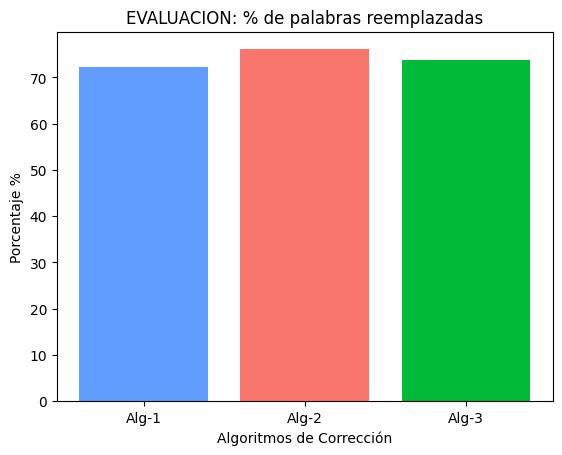 EVALUACION: % de palabras reemplazadas
Porcentaje %
70
60
50
40
30
20
10
0
Alg-1
Alg-2
Alg-3
Algoritmos de Corrección